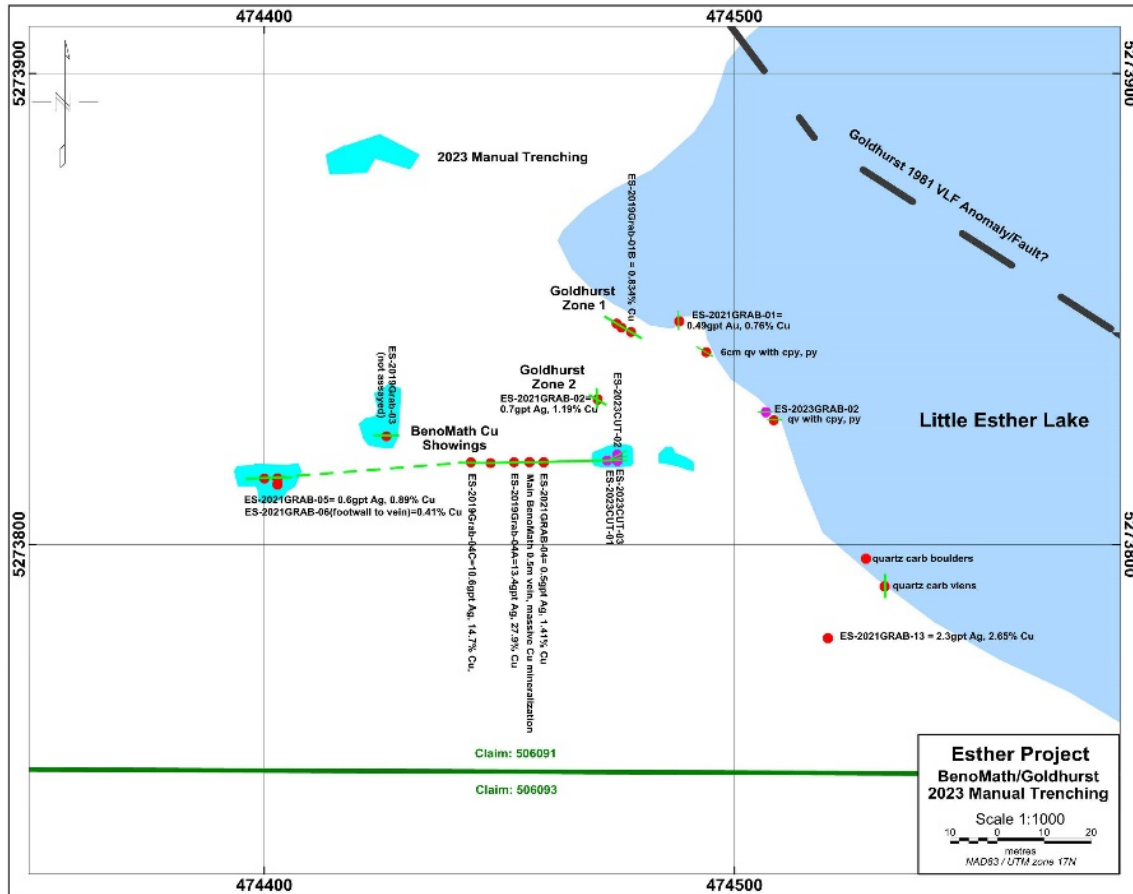 474400
474500
5273900
5273900
2023 Manual Trenching
Goldhurst 1981 VLF Anomaly/Fault?
ES-2019Grab-01B = 0.834% Cu
Goldhurst
Zone 1
ES-2021GRAB-01=
0.49gpt Au, 0.76% Cu
6cm qv with cpy, py
ES-2019Grab-03
(not assayed)
Goldhurst
Zone 2
ES-2021GRAB-02=
0.7gpt Ag, 1.19% Cu
ES-2023CUT-02
ES-2023GRAB-02
qv with cpy, py
Little Esther Lake
BenoMath Cu
Showings
ES-2021GRAB-05= 0.6gpt Ag, 0.89% Cu
ES-2021GRAB-06(footwall to vein)=0.41% Cu
ES-2019Grab-04C=10.6gpt Ag, 14.7% Cu,
ES-2019Grab-04A=13.4gpt Ag, 27.9% Cu
Main BenoMath 0.5m vein, massive Cu mineralization
ES-2021GRAB-04= 0.5gpt Ag, 1.41% Cu
ES-2023CUT-01
ES-2023CUT-03
5273800
5273800
quartz carb boulders
quartz carb viens
ES-2021GRAB-13 = 2.3gpt Ag, 2.65% Cu
Claim: 506091
Claim: 506093
Esther Project
BenoMath/Goldhurst
2023 Manual Trenching
Scale 1:1000
10 0 10 20
metres
NAD83 / UTM zone 17N
474400
474500